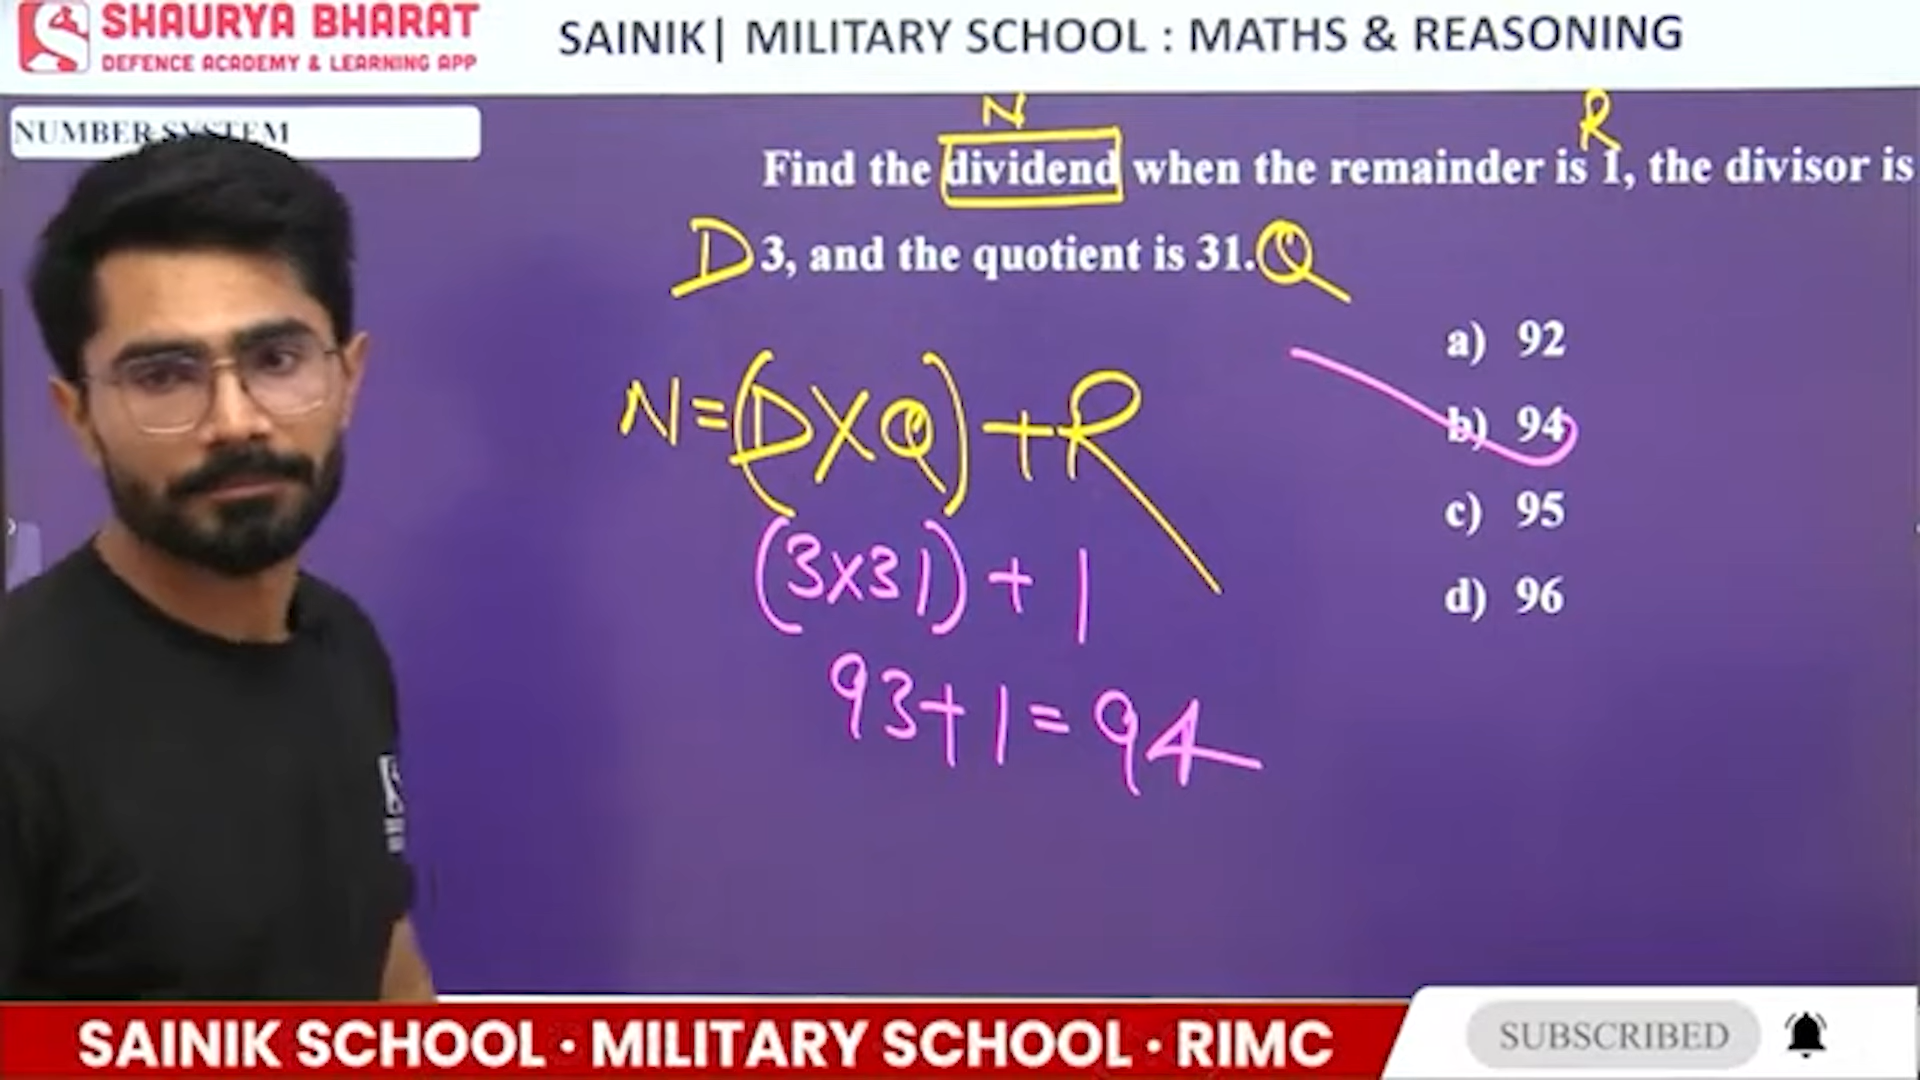 SHAURYA BHARAT
DEFENCE ACADEMY & LEARNING APP
SAINIK| MILITARY SCHOOL : MATHS & REASONING
NUMBER SYSTEM
N
R
Find the dividend when the remainder is 1, the divisor is
D 3, and the quotient is 31. Q
a) 92
b) 94
c) 95
d) 96
N=(D×Q)+R
(3×31)+1
93+1=94
SAINIK SCHOOL · MILITARY SCHOOL · RIMC
SUBSCRIBED